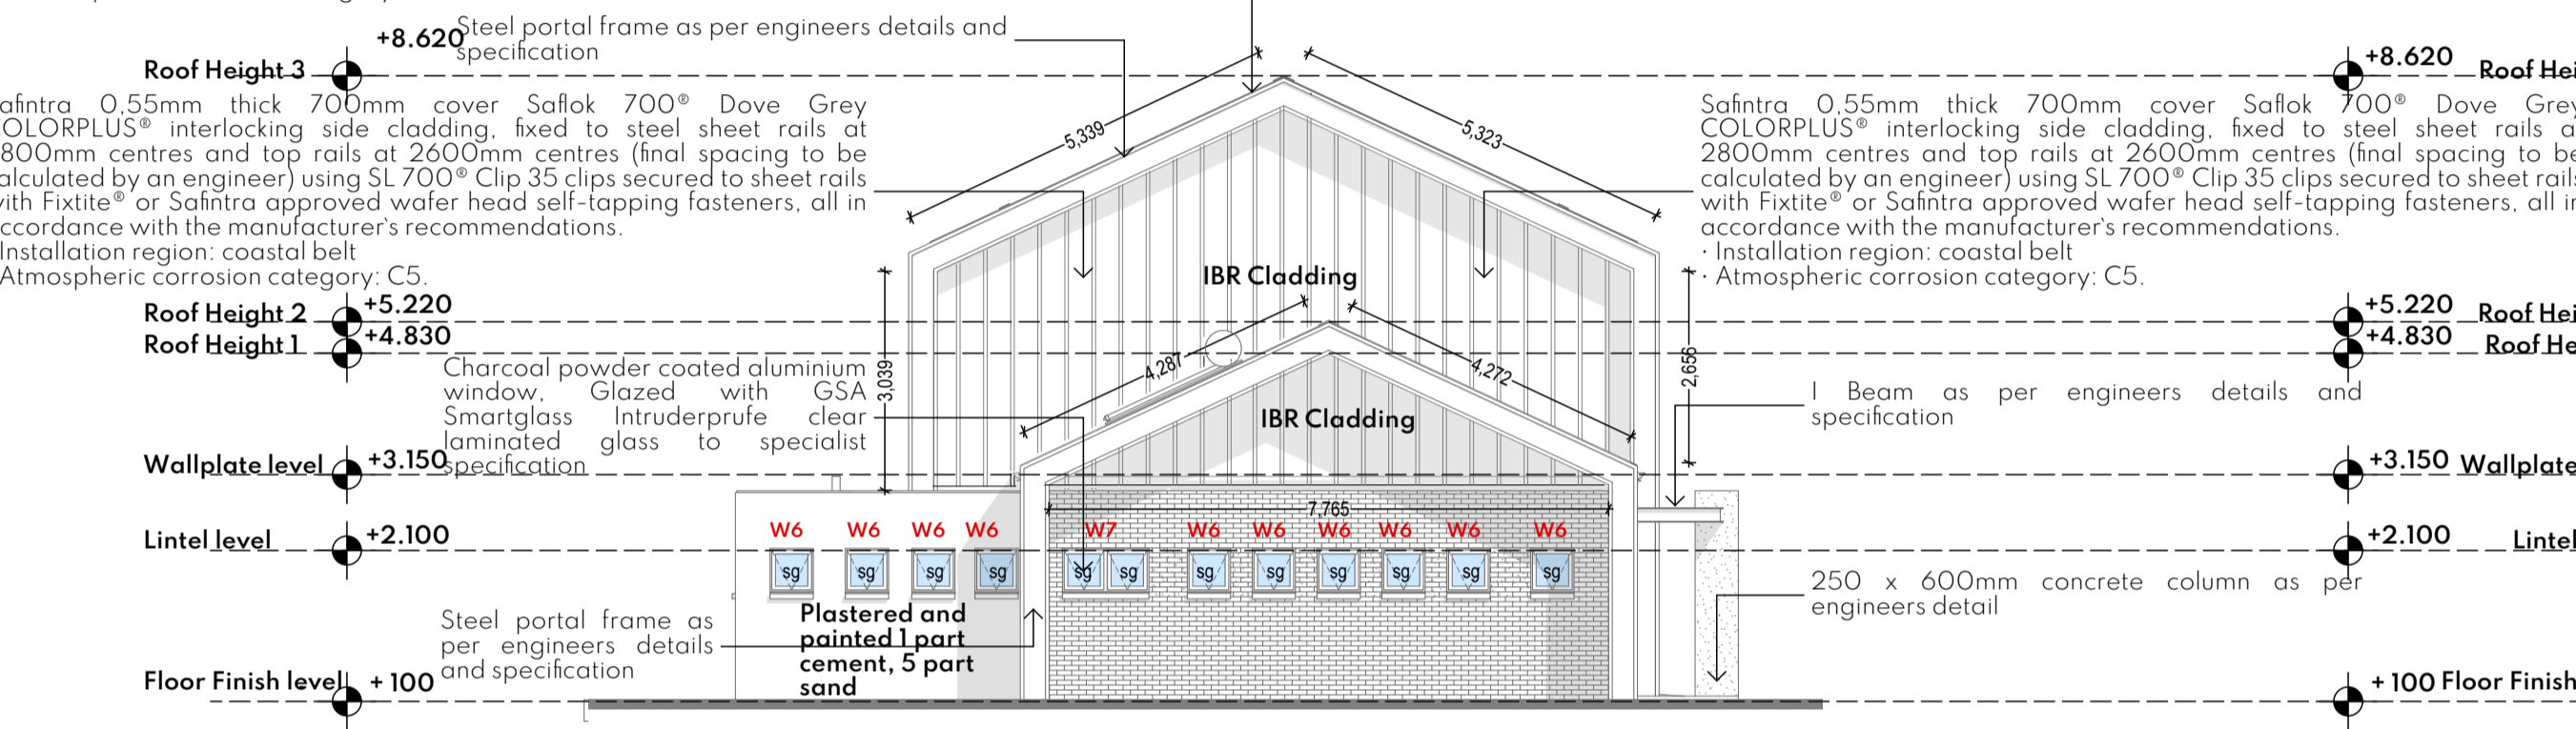 Steel portal frame as per engineers details and
specification
+8.620
Roof Height 3
+8.620
Roof Hei
afintra 0,55mm thick 700mm cover Saflok 700® Dove Grey
COLORPLUS® interlocking side cladding, fixed to steel sheet rails at
800mm centres and top rails at 2600mm centres (final spacing to be
alculated by an engineer) using SL 700® Clip 35 clips secured to sheet rails
ith Fixtite® or Safintra approved wafer head self-tapping fasteners, all in
ccordance with the manufacturer`s recommendations.
Installation region: coastal belt
Atmospheric corrosion category: C5.
5,339
5,323
Safintra 0,55mm thick 700mm cover Saflok 700® Dove Grey
COLORPLUS® interlocking side cladding, fixed to steel sheet rails a
2800mm centres and top rails at 2600mm centres (final spacing to be
calculated by an engineer) using SL 700® Clip 35 clips secured to sheet rails
with Fixtite® or Safintra approved wafer head self-tapping fasteners, all in
accordance with the manufacturer`s recommendations.
· Installation region: coastal belt
· Atmospheric corrosion category: C5.
IBR Cladding
Roof Height 2 +5.220
Roof Height 1 +4.830
+5.220 Roof Hei
+4.830 Roof He
Charcoal powder coated aluminium
window, Glazed with GSA
Smartglass Intruderprufe clear
laminated glass to specialist
specification
3,039
4,287
4,272
2,656
IBR Cladding
I Beam as per engineers details and
specification
Wallplate level +3.150
+3.150 Wallplate
7,765
W6 W6 W6 W6 W7 W6 W6 W6 W6 W6 W6
Lintel level +2.100
+2.100 Lintel
sg sg sg sg sg sg sg sg sg sg sg sg
250 x 600mm concrete column as per
engineers detail
Steel portal frame as
per engineers details
and specification
Plastered and
painted 1 part
cement, 5 part
sand
Floor Finish level + 100
+ 100 Floor Finish